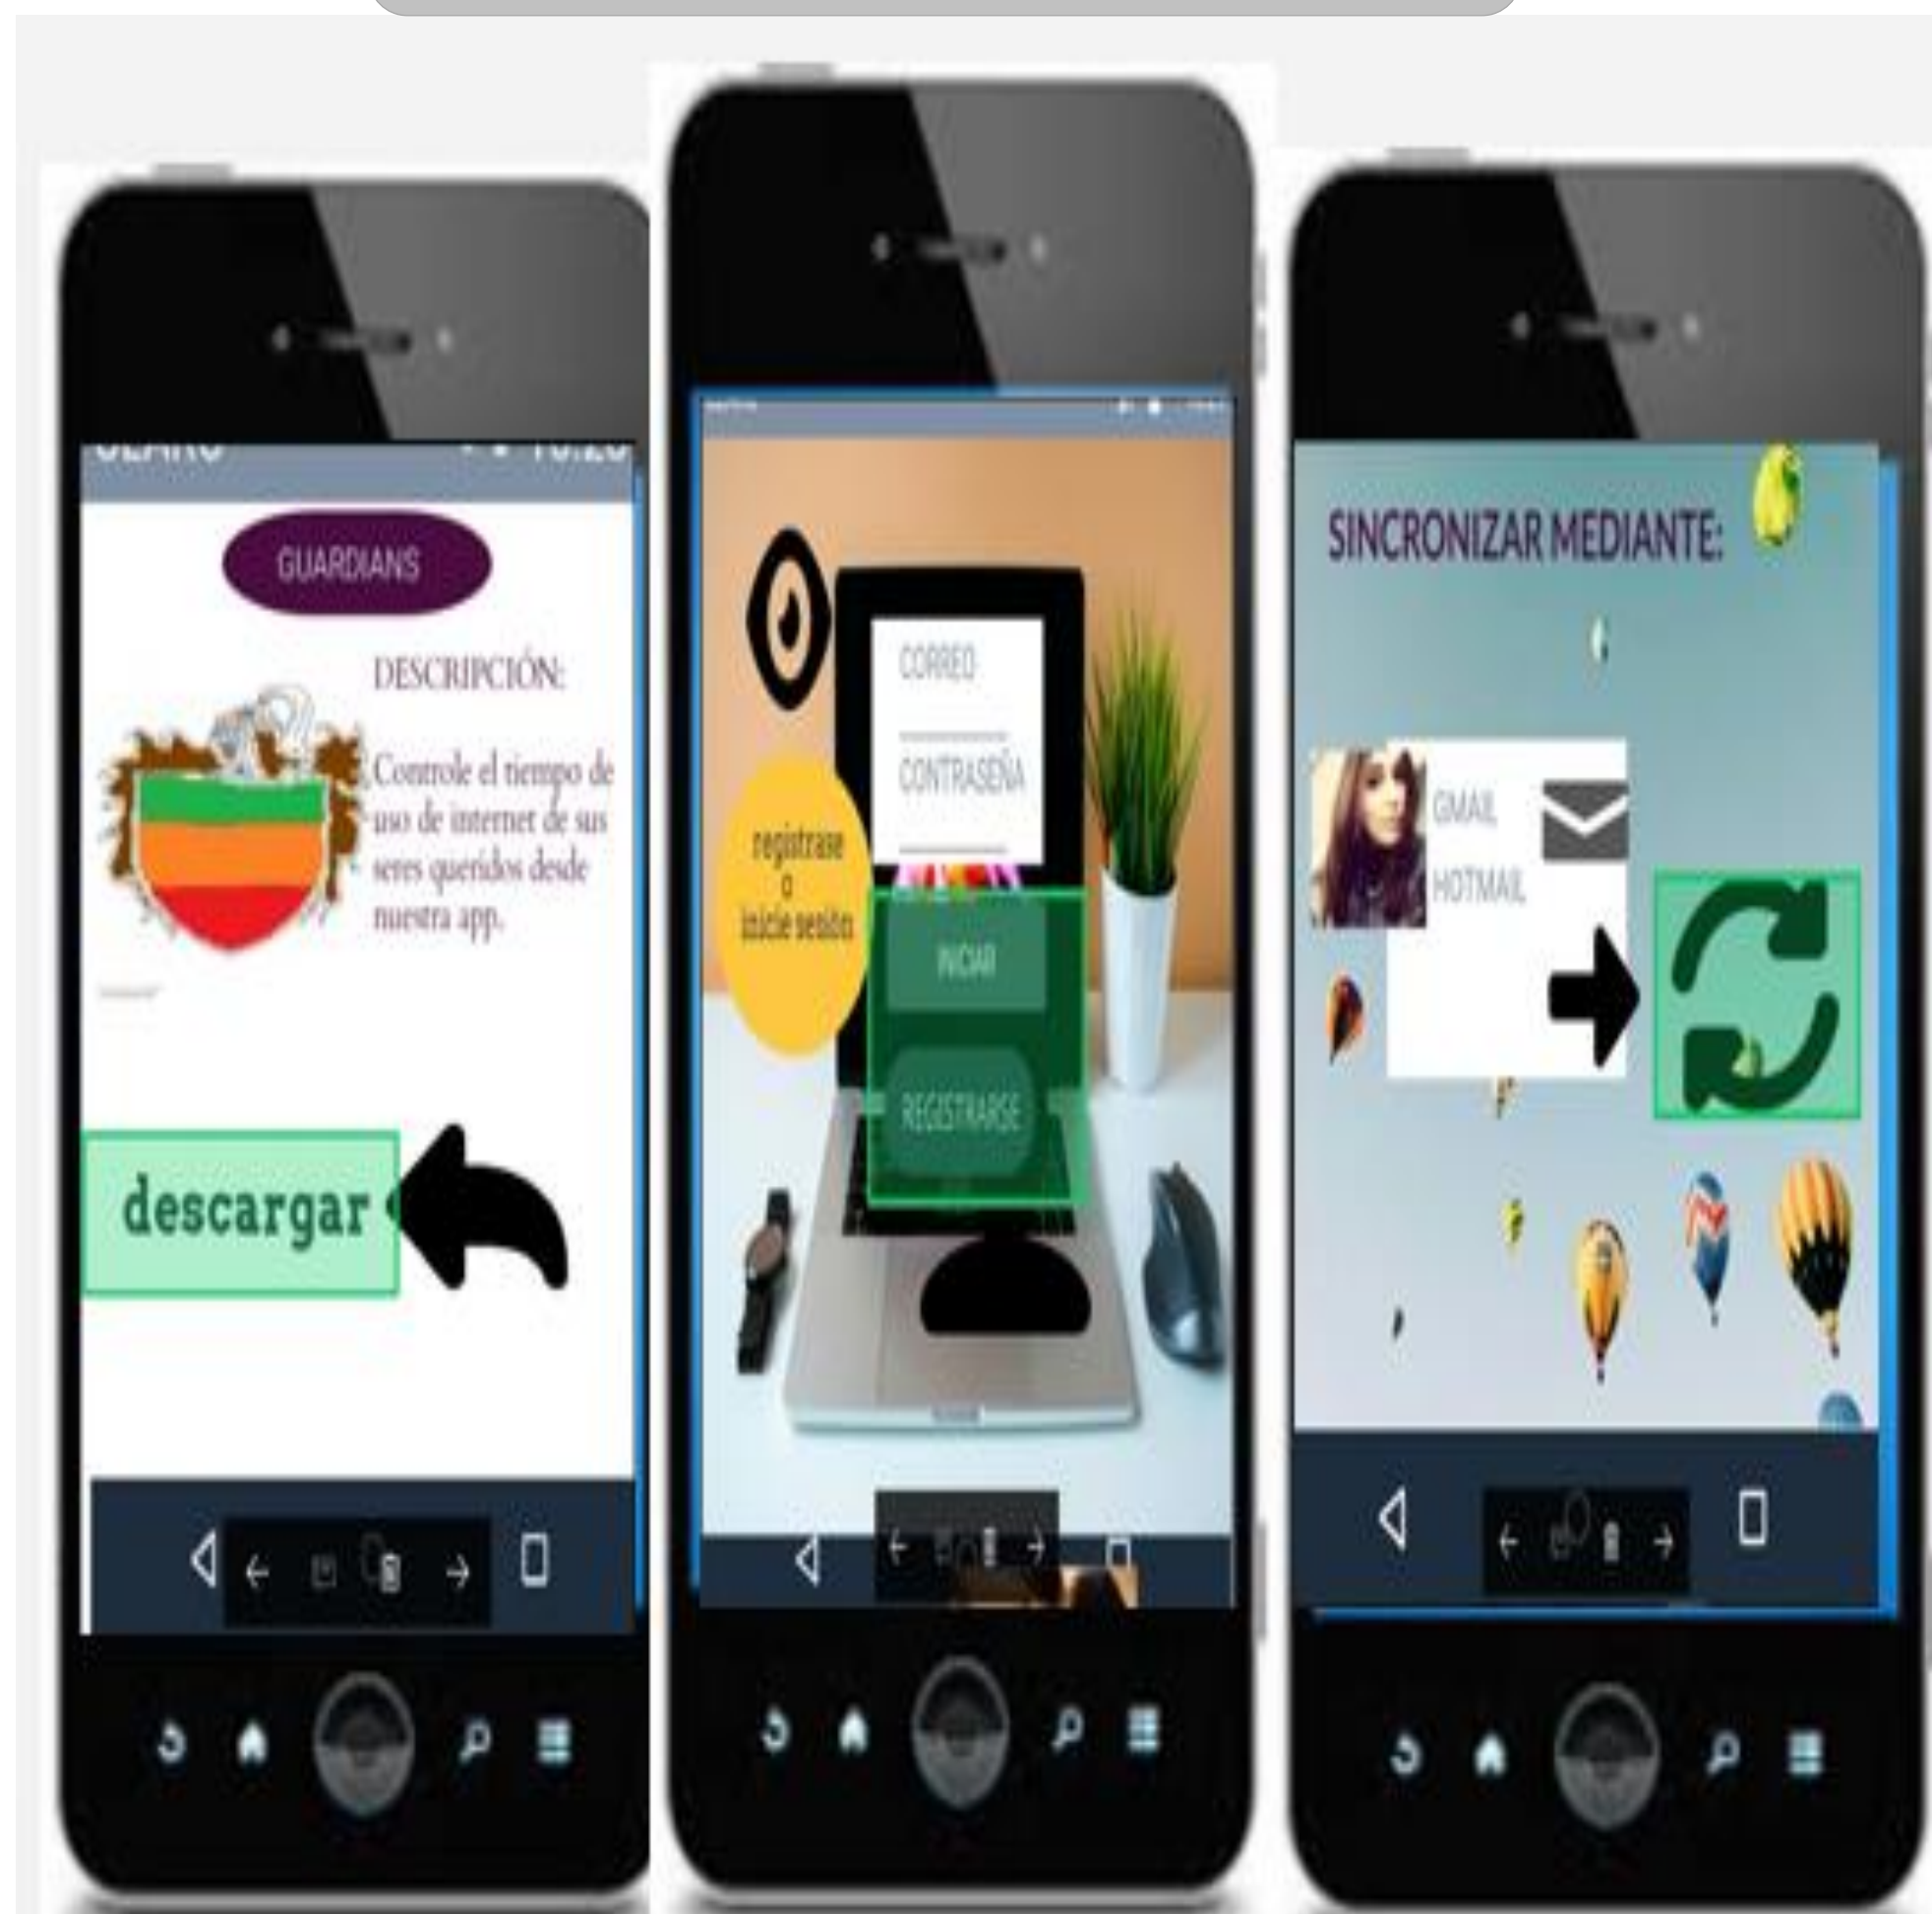 GUARDIANS
DESCRIPCIÓN:
Controle el tiempo de
uso de internet de sus
seres queridos desde
nuestra app.
descargar
CORREO
CONTRASEÑA
registrase
o
inicie sesión
INICIAR
REGISTRARSE
SINCRONIZAR MEDIANTE:
GMAIL
HOTMAIL